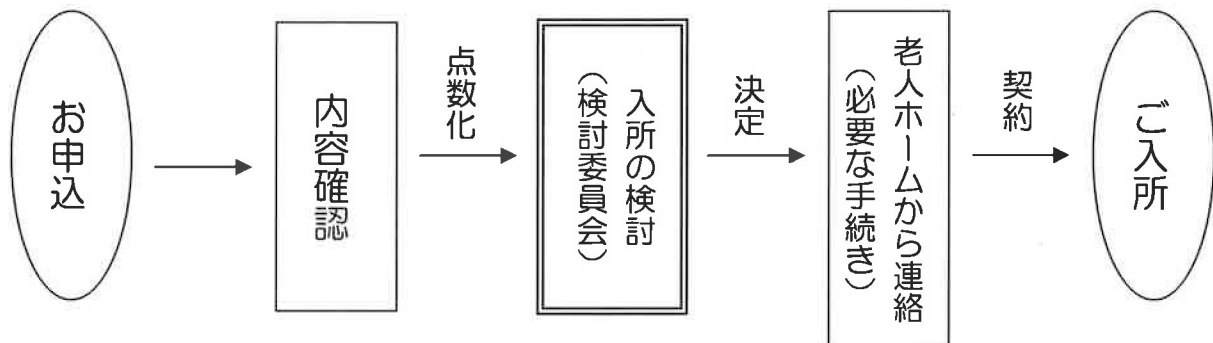 お申込
内容確認
点数化
入所の検討
（検討委員会）
決定
老人ホームから連絡
（必要な手続き）
契約
ご入所